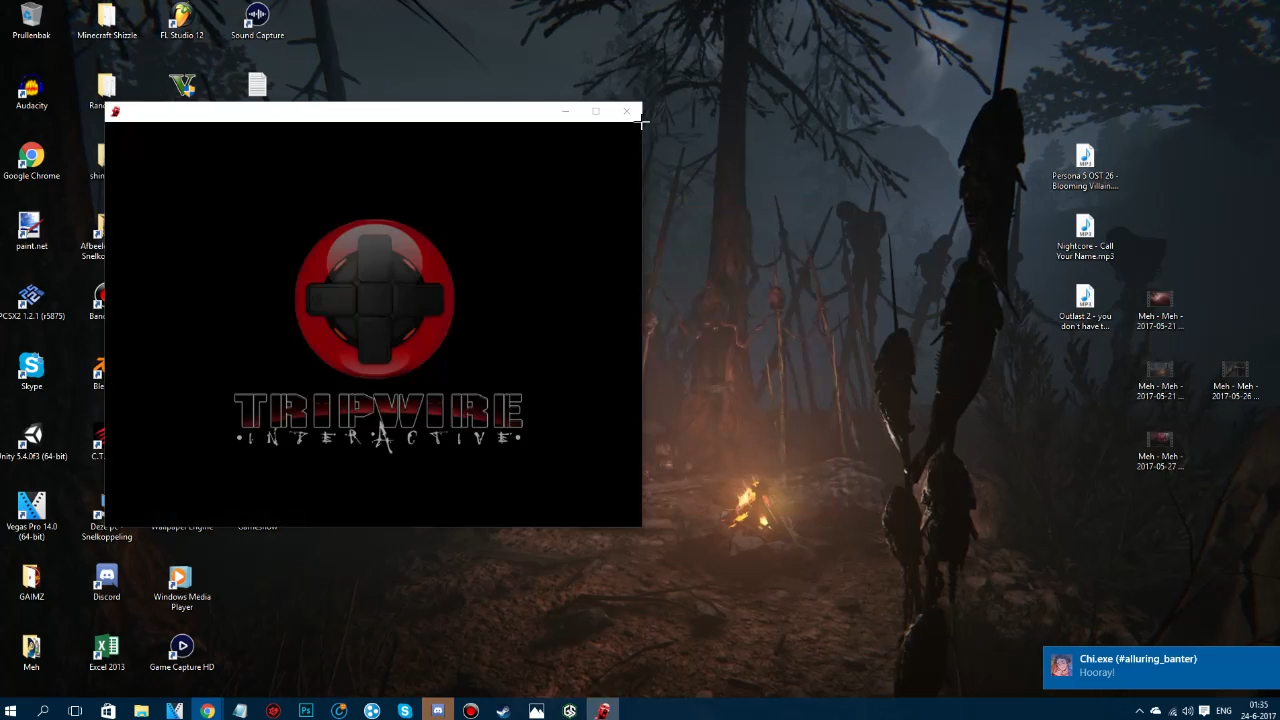 Prullenbak
Minecraft Shizzle
FL Studio 12
Sound Capture
Audacity
Google Chrome
paint.net
PCSX2 1.2.1 (r5875)
Skype
Unity 5.4.0f3 (64-bit)
Vegas Pro 14.0
(64-bit)
Snelkoppeling
GAIMZ
Discord
Windows Media
Player
Meh
Excel 2013
Game Capture HD
TRIPWIRE
INTERACTIVE
Persona 5 OST 26 -
Blooming Villain....
Nightcore - Call
Your Name.mp3
Outlast 2 - you
don't have t...
Meh - Meh -
2017-05-21 ...
Meh - Meh -
2017-05-21 ...
Meh - Meh -
2017-05-26 ...
Meh - Meh -
2017-05-27 ...
Chi.exe (#alluring_banter)
Hooray!
ENG
01:35
24-6-2017